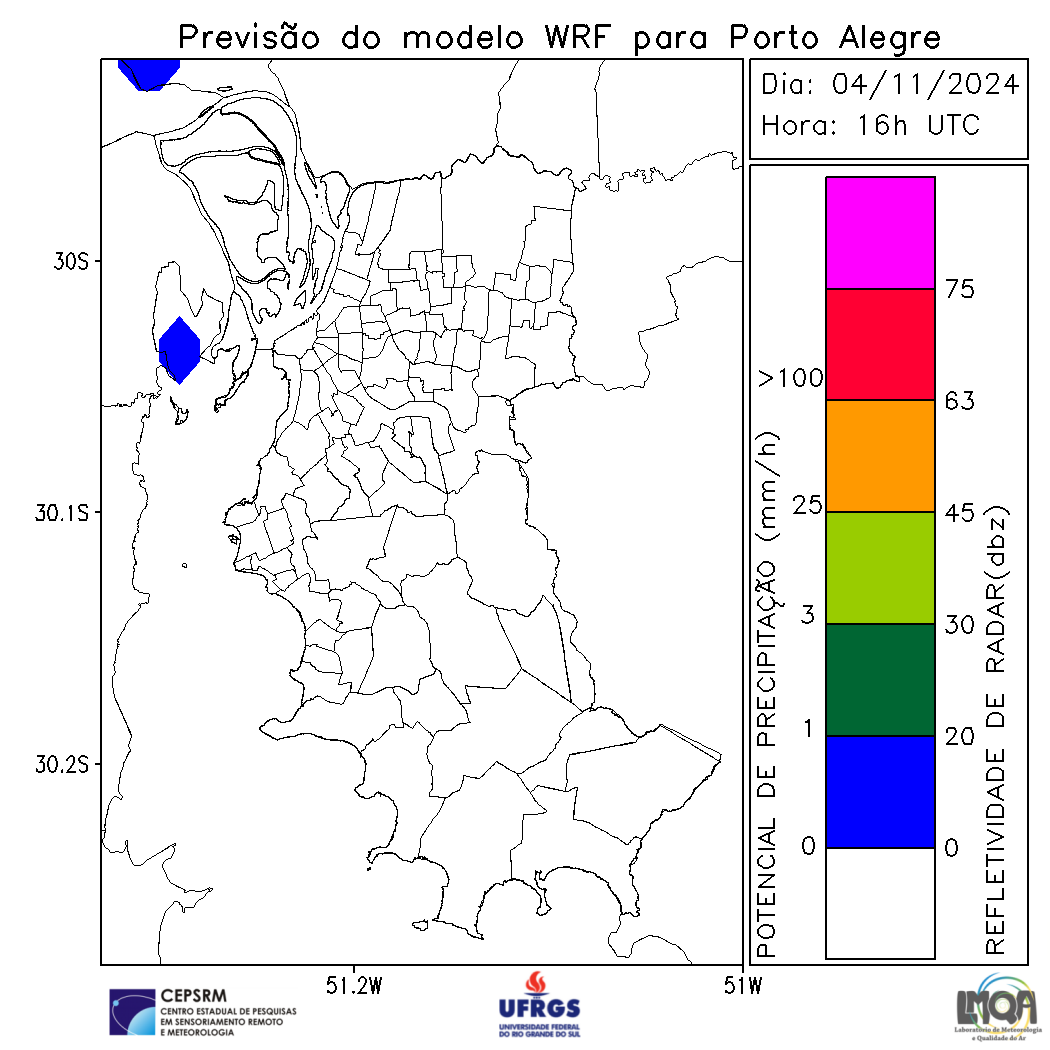 Previsão do modelo WRF para Porto Alegre
Dia: 04/11/2024
Hora: 16h UTC
30S
30.1S
30.2S
51.2W
51W
POTENCIAL DE PRECIPITAÇÃO (mm/h)
>100
25
3
1
0
75
63
45
30
20
0
REFLETIVIDADE DE RADAR(dbz)
CEPSRM
CENTRO ESTADUAL DE PESQUISAS
EM SENSORIAMENTO REMOTO
E METEOROLOGIA
UFRGS
UNIVERSIDADE FEDERAL
DO RIO GRANDE DO SUL
LMQA
Laboratório de Meteorologia
e Qualidade do Ar